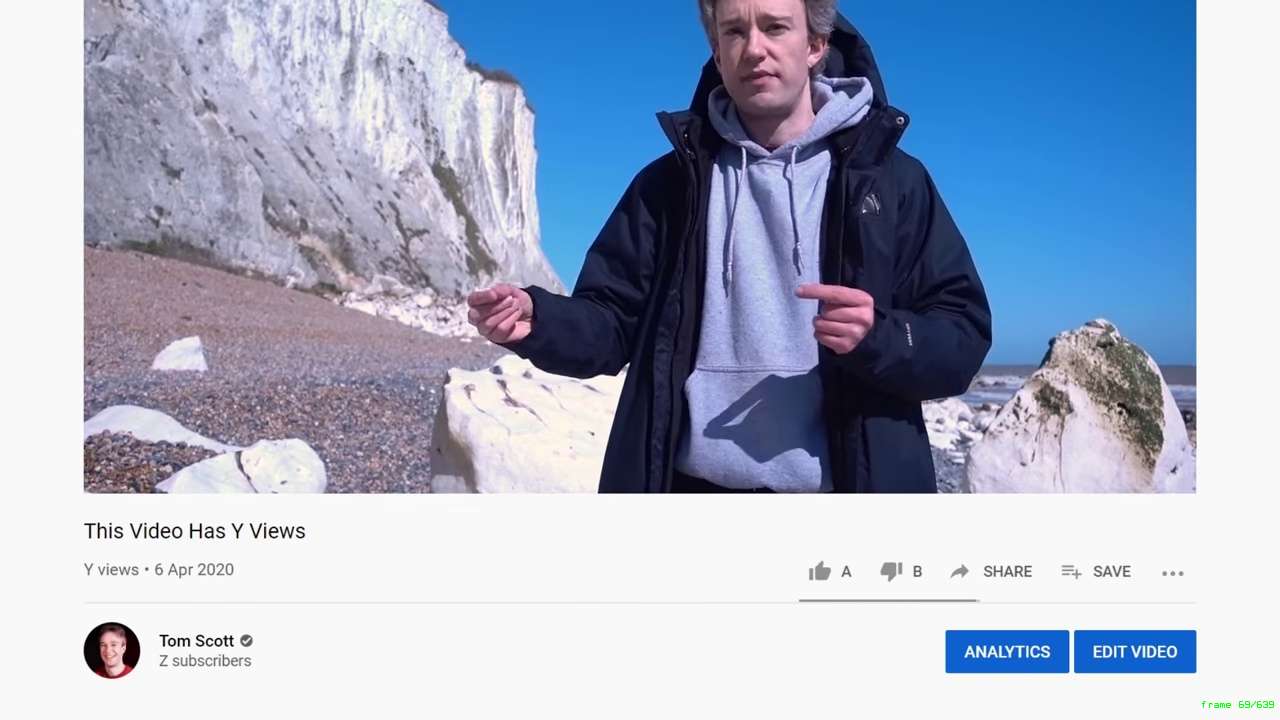 This Video Has Y Views
Y views • 6 Apr 2020
A B SHARE SAVE
Tom Scott
Z subscribers
ANALYTICS EDIT VIDEO
frame 69/639